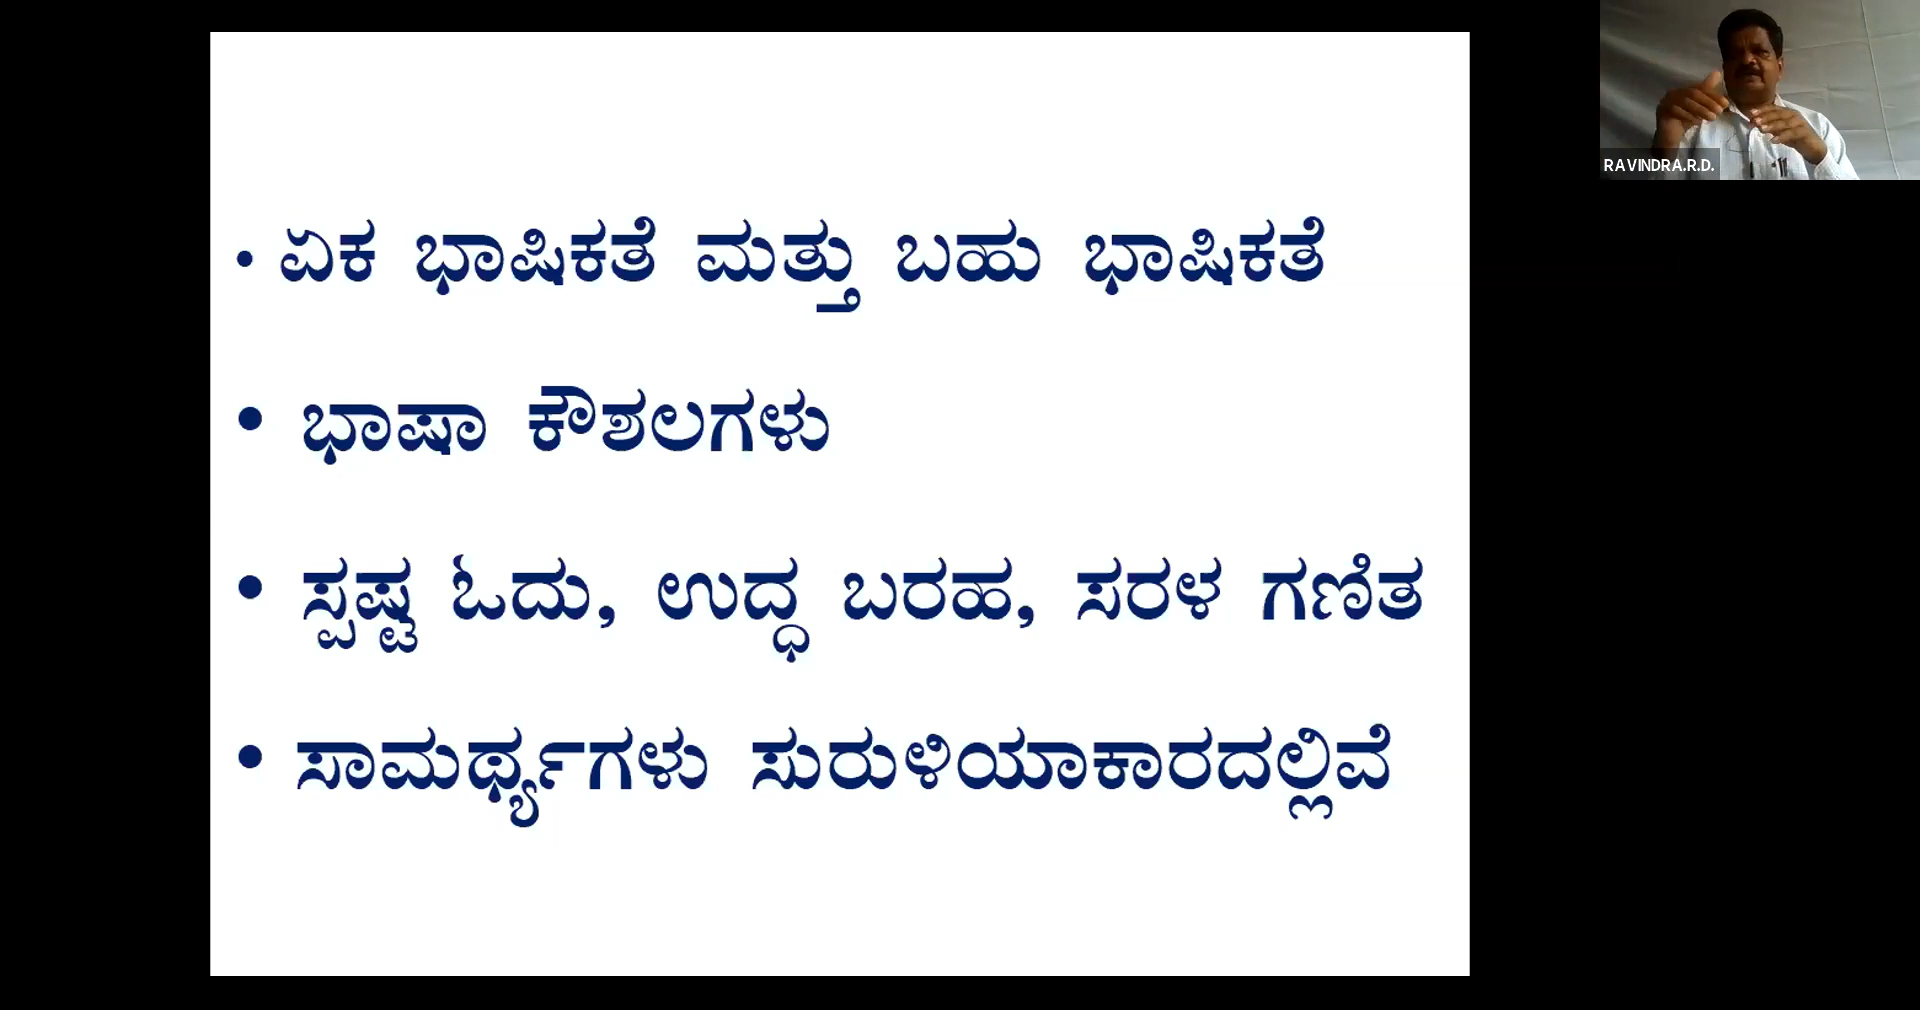 • ಏಕ ಭಾಷಿಕತೆ ಮತ್ತು ಬಹು ಭಾಷಿಕತೆ
• ಭಾಷಾ ಕೌಶಲಗಳು
• ಸ್ಪಷ್ಟ ಓದು, ಉದ್ಧ ಬರಹ, ಸರಳ ಗಣಿತ
• ಸಾಮರ್ಥ್ಯಗಳು ಸುರುಳಿಯಾಕಾರದಲ್ಲಿವೆ
RAVINDRA.R.D.